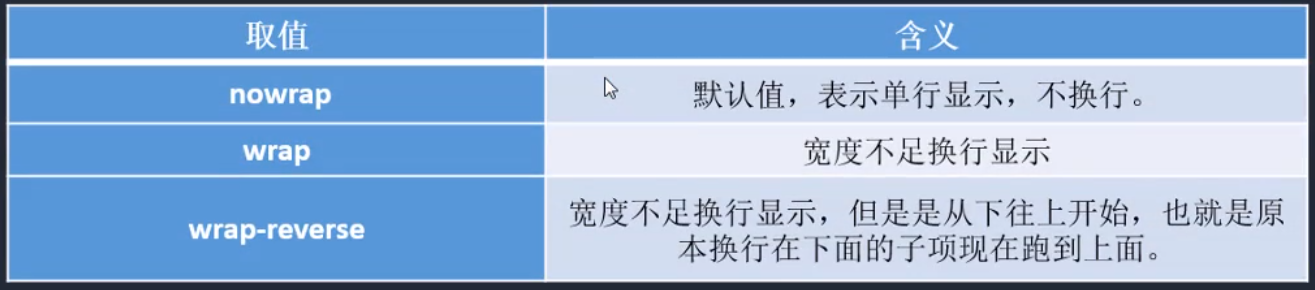 取值
含义
nowrap
默认值，表示单行显示，不换行。
wrap
宽度不足换行显示
wrap-reverse
宽度不足换行显示，但是是从下往上开始，也就是原
本换行在下面的子项现在跑到上面。